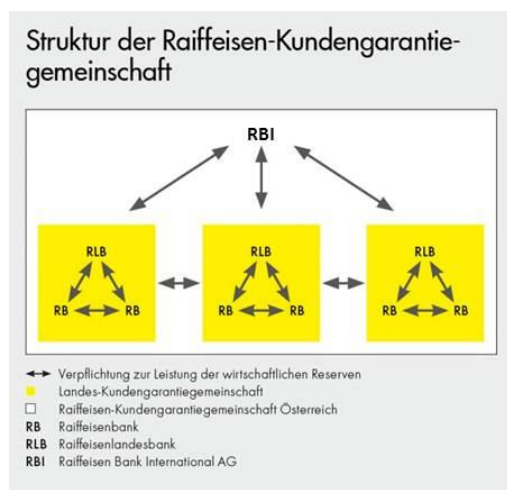 Struktur der Raiffeisen-Kundengarantie-
gemeinschaft
RBI
RLB RLB RLB
RB RB RB RB RB RB
Verpflichtung zur Leistung der wirtschaftlichen Reserven
Landes-Kundengarantiegemeinschaft
Raiffeisen-Kundengarantiegemeinschaft Österreich
RB Raiffeisenbank
RLB Raiffeisenlandesbank
RBI Raiffeisen Bank International AG